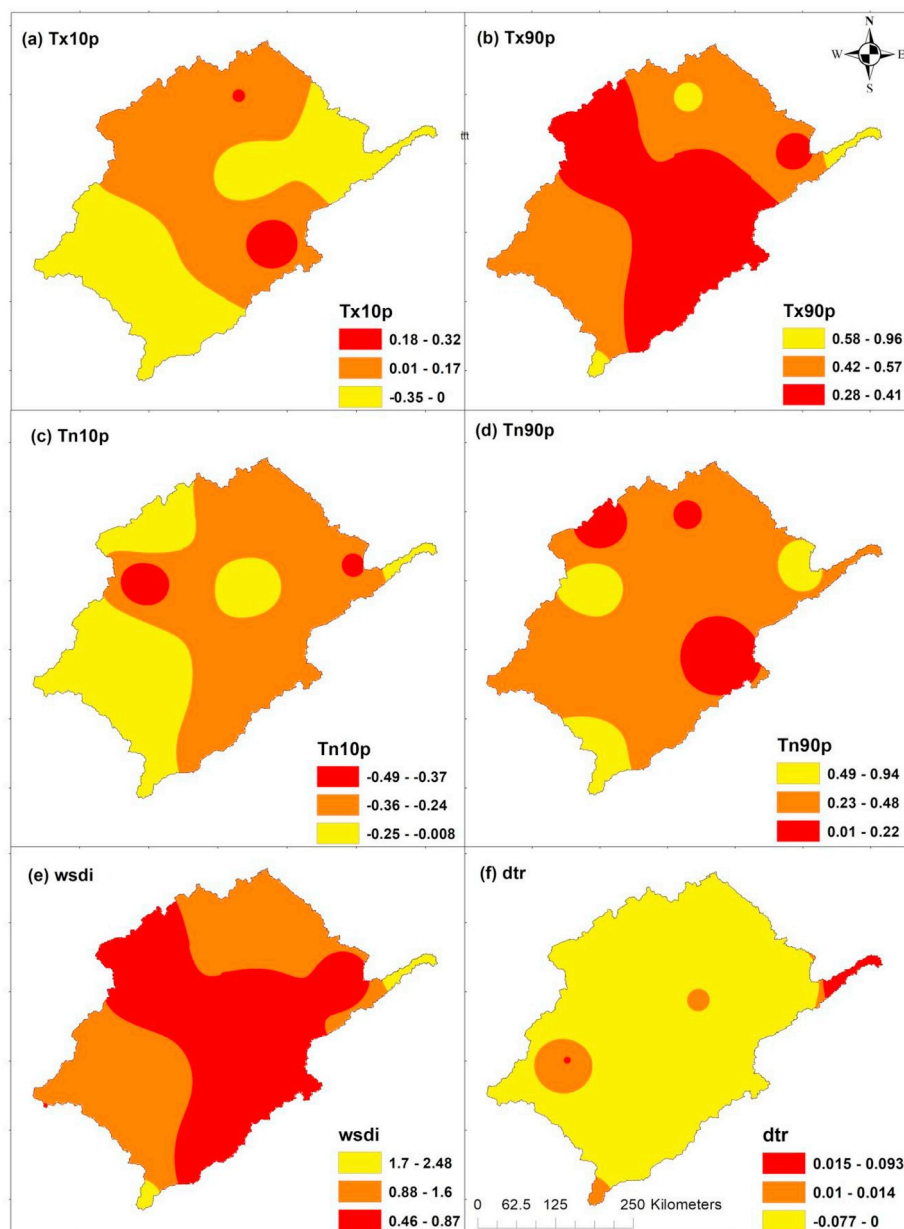 (a) Tx10p
Tx10p
0.18 - 0.32
0.01 - 0.17
-0.35 - 0
(b) Tx90p
N
W E
S
Tx90p
0.58 - 0.96
0.42 - 0.57
0.28 - 0.41
(c) Tn10p
Tn10p
-0.49 - -0.37
-0.36 - -0.24
-0.25 - -0.008
(d) Tn90p
Tn90p
0.49 - 0.94
0.23 - 0.48
0.01 - 0.22
(e) wsdi
wsdi
1.7 - 2.48
0.88 - 1.6
0.46 - 0.87
(f) dtr
dtr
0.015 - 0.093
0.01 - 0.014
-0.077 - 0
0 62.5 125 250 Kilometers